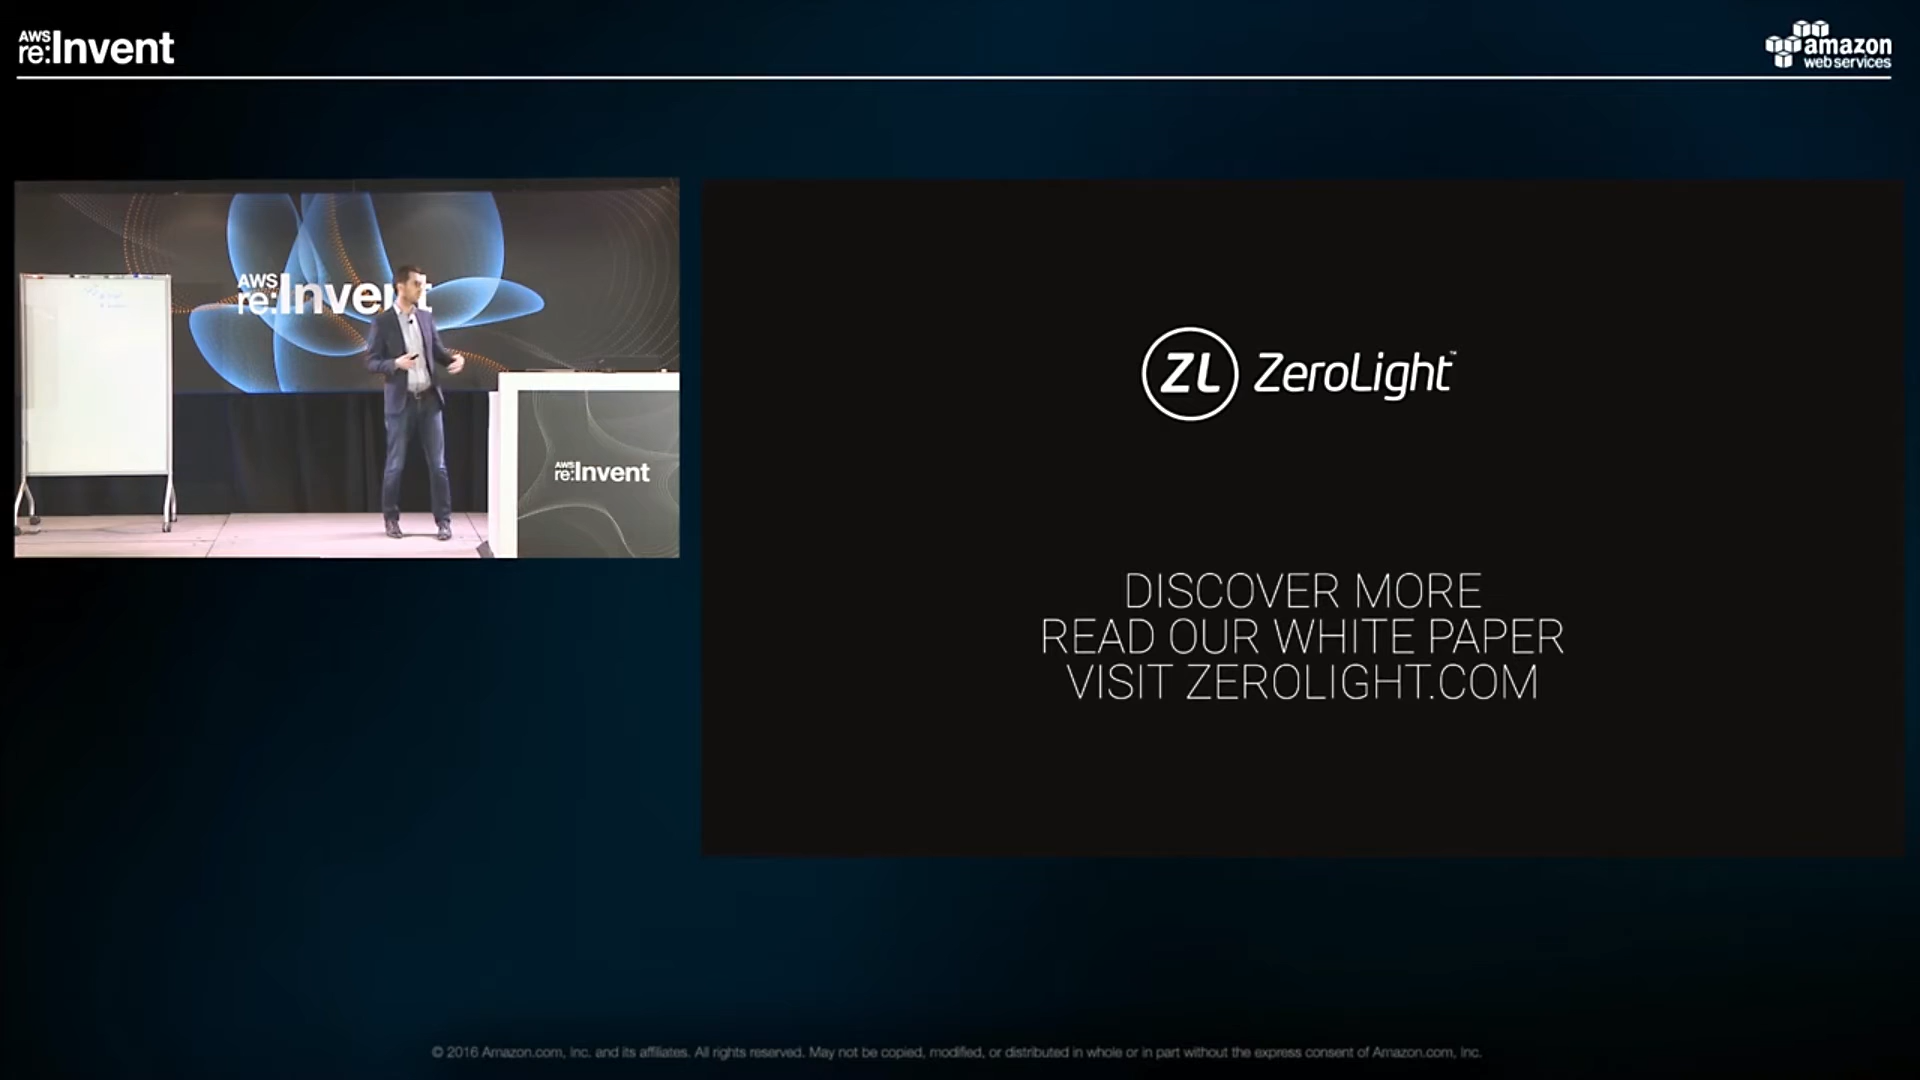 AWS
re:Invent
amazon
web services
AWS
re:Invent
AWS
re:Invent
ZL ZeroLight™
DISCOVER MORE
READ OUR WHITE PAPER
VISIT ZEROLIGHT.COM
© 2016 Amazon.com, Inc. and its affiliates. All rights reserved. May not be copied, modified, or distributed in whole or in part without the express consent of Amazon.com, Inc.